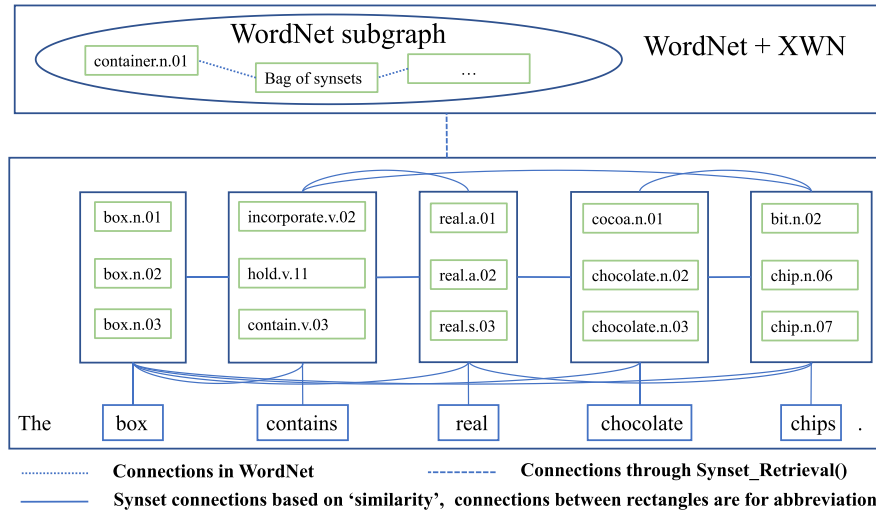 WordNet subgraph
WordNet + XWN
container.n.01
Bag of synsets
...
box.n.01 incorporate.v.02 real.a.01 cocoa.n.01 bit.n.02
box.n.02 hold.v.11 real.a.02 chocolate.n.02 chip.n.06
box.n.03 contain.v.03 real.s.03 chocolate.n.03 chip.n.07
The box contains real chocolate chips .
Connections in WordNet Connections through Synset_Retrieval()
Synset connections based on ‘similarity’, connections between rectangles are for abbreviation